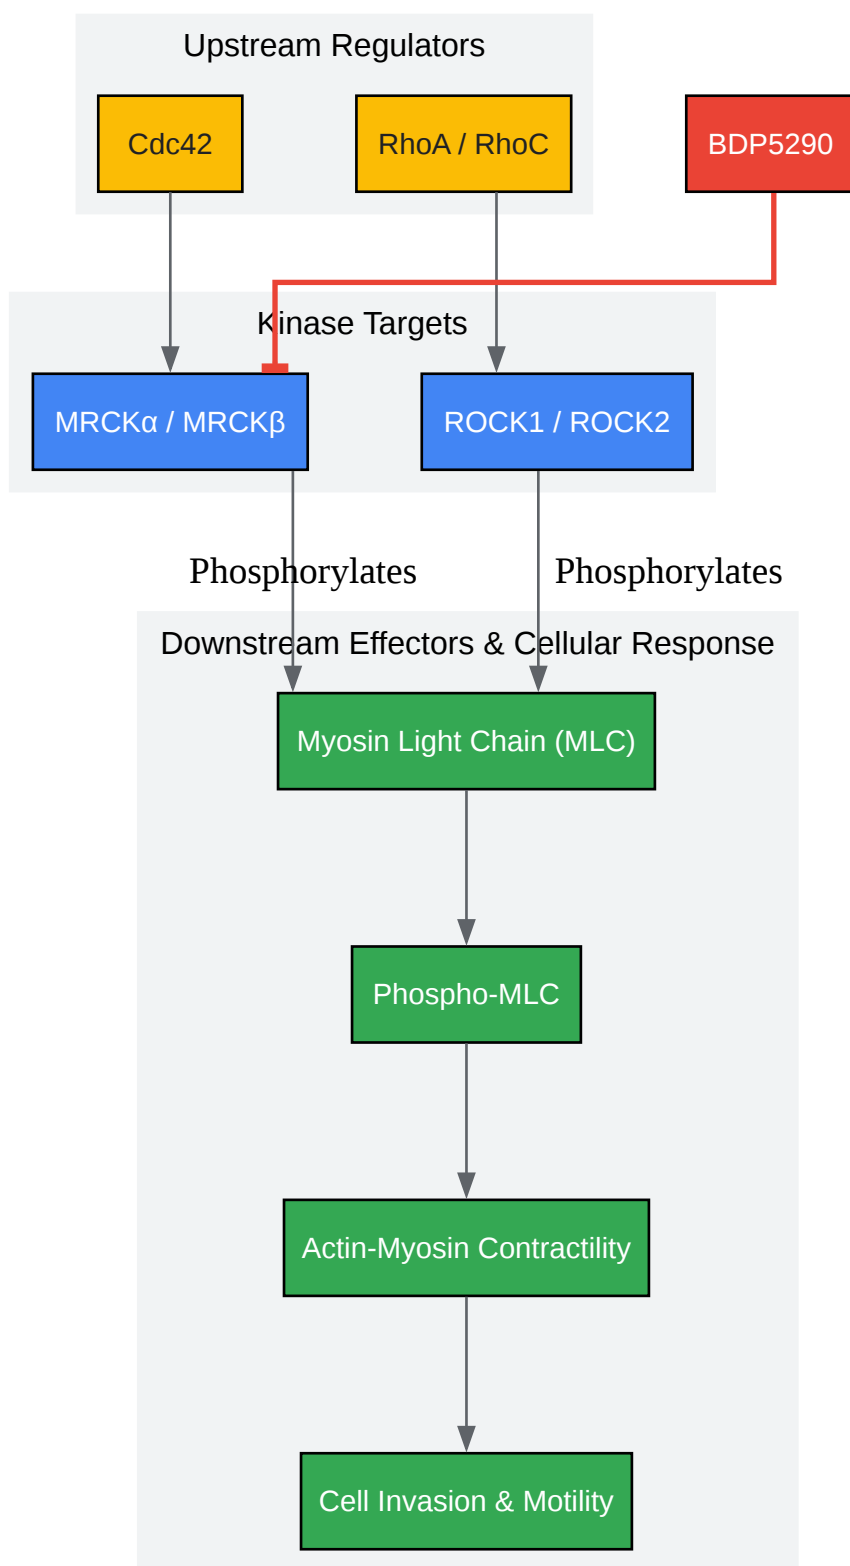 Upstream Regulators
Cdc42
RhoA / RhoC
BDP5290
Kinase Targets
MRCKα / MRCKβ
ROCK1 / ROCK2
Phosphorylates
Phosphorylates
Downstream Effectors & Cellular Response
Myosin Light Chain (MLC)
Phospho-MLC
Actin-Myosin Contractility
Cell Invasion & Motility